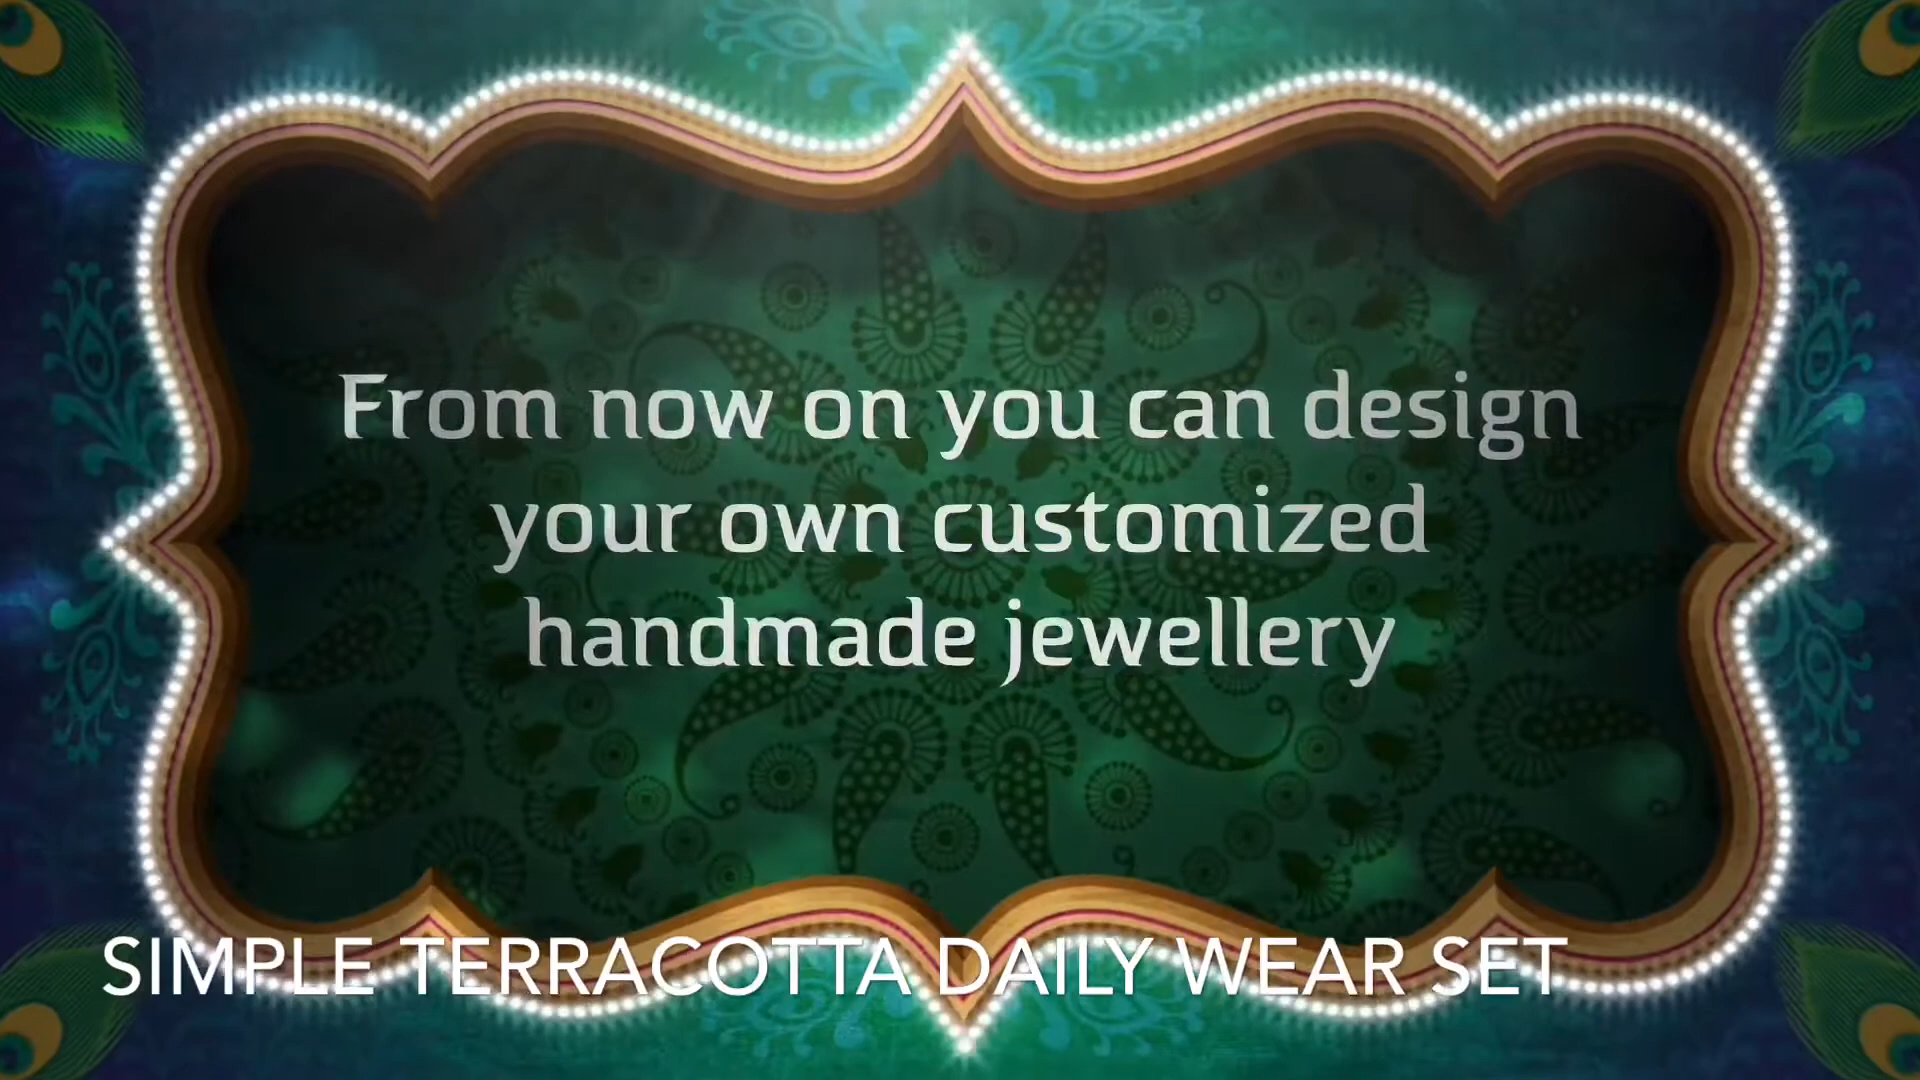 From now on you can design
your own customized
handmade jewellery
SIMPLE TERRACOTTA DAILY WEAR SET